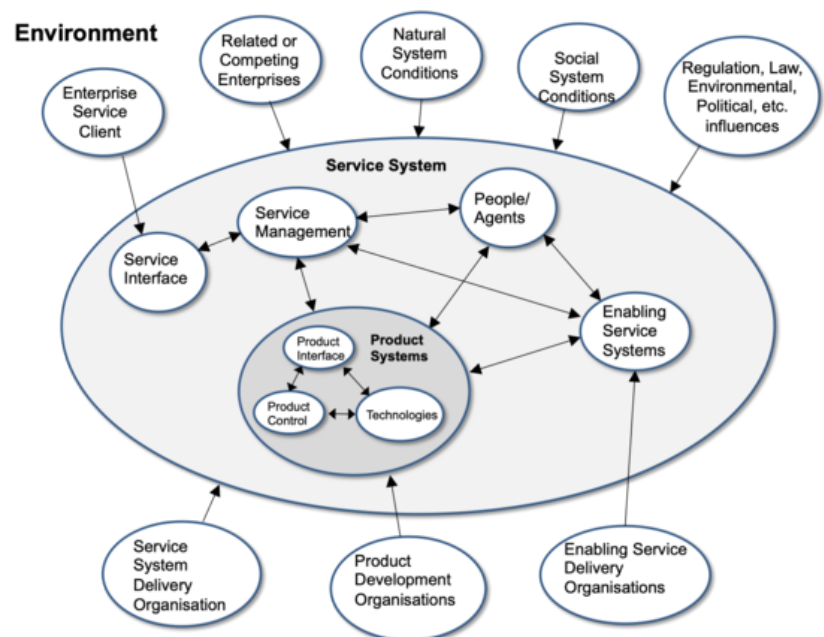 Environment
Related or
Competing
Enterprises
Natural
System
Conditions
Social
System
Conditions
Regulation, Law,
Environmental,
Political, etc.
influences
Enterprise
Service
Client
Service System
Service
Management
People/
Agents
Service
Interface
Enabling
Service
Systems
Product
Systems
Product
Interface
Product
Control
Technologies
Service
System
Delivery
Organisation
Product
Development
Organisations
Enabling Service
Delivery
Organisations